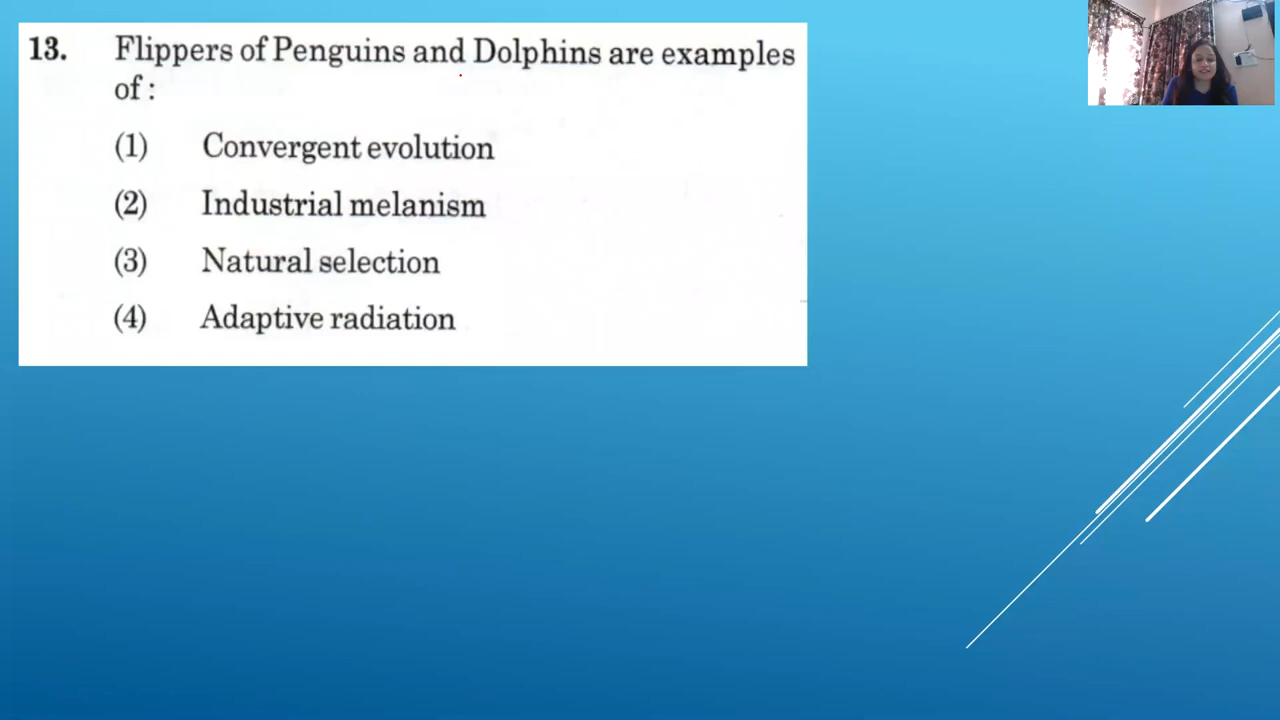 13. Flippers of Penguins and Dolphins are examples
of :
(1) Convergent evolution
(2) Industrial melanism
(3) Natural selection
(4) Adaptive radiation